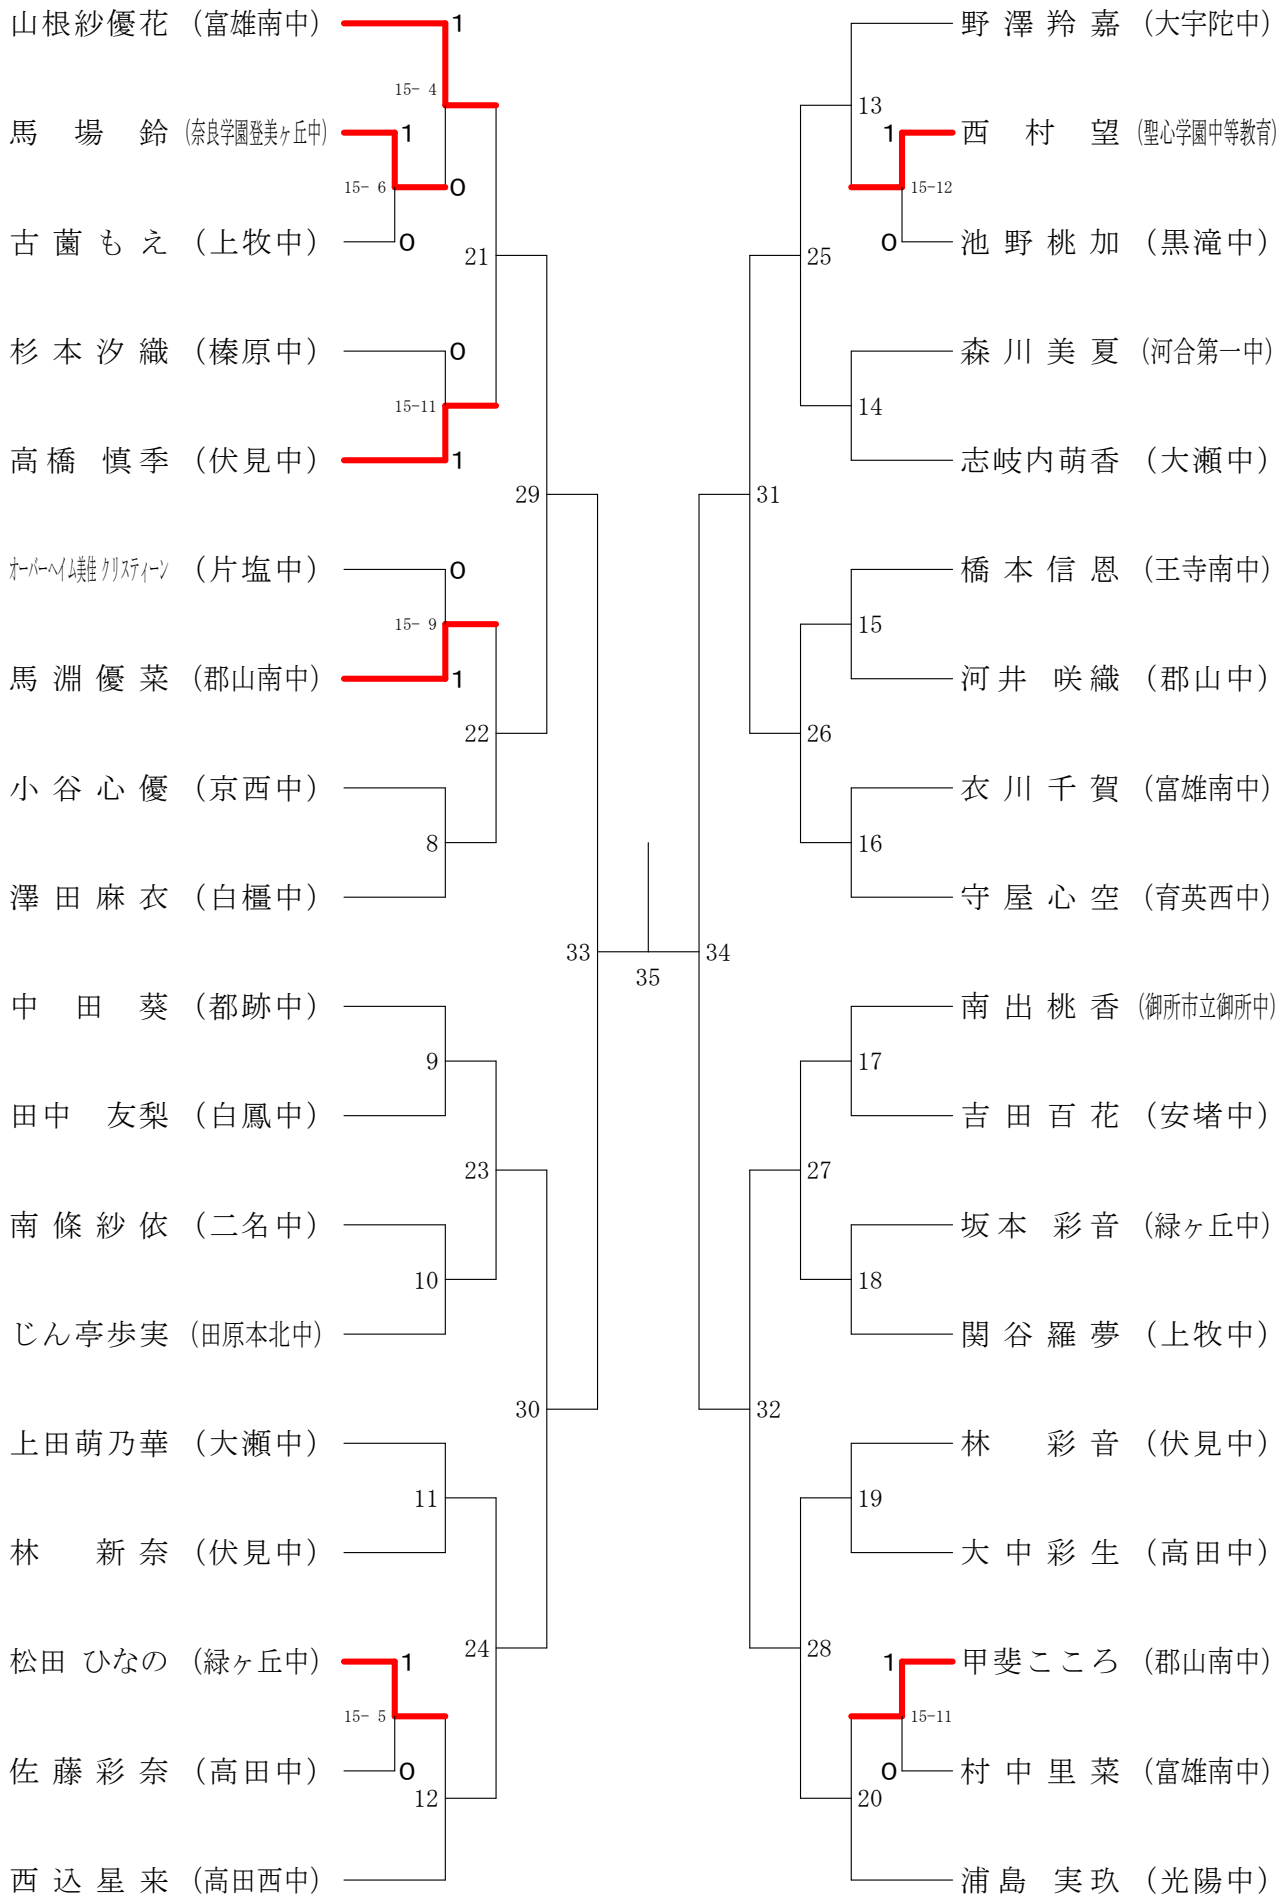 山根紗優花 (富雄南中) 1
15- 4
馬場鈴 (奈良学園登美ヶ丘中) 1
15- 6 0
古薗もえ (上牧中) 0
21
杉本汐織 (榛原中) 0
15-11
高橋 慎季 (伏見中) 1
29
オーバーヘイム美佳 クリスティーン (片塩中) 0
15- 9
馬淵優菜 (郡山南中) 1
22
小谷心優 (京西中)
8
澤田麻衣 (白橿中)
33
35
中田葵 (都跡中)
9
田中 友梨 (白鳳中)
23
南條紗依 (二名中)
10
じん亭歩実 (田原本北中)
30
上田萌乃華 (大瀬中)
11
林 新奈 (伏見中)
24
松田 ひなの (緑ヶ丘中) 1
15- 5
佐藤彩奈 (高田中) 0
12
西込星来 (高田西中)
野澤羚嘉 (大宇陀中)
13
1 西村望 (聖心学園中等教育)
15-12
0 池野桃加 (黒滝中)
25
森川美夏 (河合第一中)
14
志岐内萌香 (大瀬中)
31
橋本信恩 (王寺南中)
15
河井 咲織 (郡山中)
26
衣川千賀 (富雄南中)
16
守屋心空 (育英西中)
34
南出桃香 (御所市立御所中)
17
吉田百花 (安堵中)
27
坂本 彩音 (緑ヶ丘中)
18
関谷羅夢 (上牧中)
32
林 彩音 (伏見中)
19
大中彩生 (高田中)
28
1 甲斐こころ (郡山南中)
15-11
0 村中里菜 (富雄南中)
20
浦島 実玖 (光陽中)